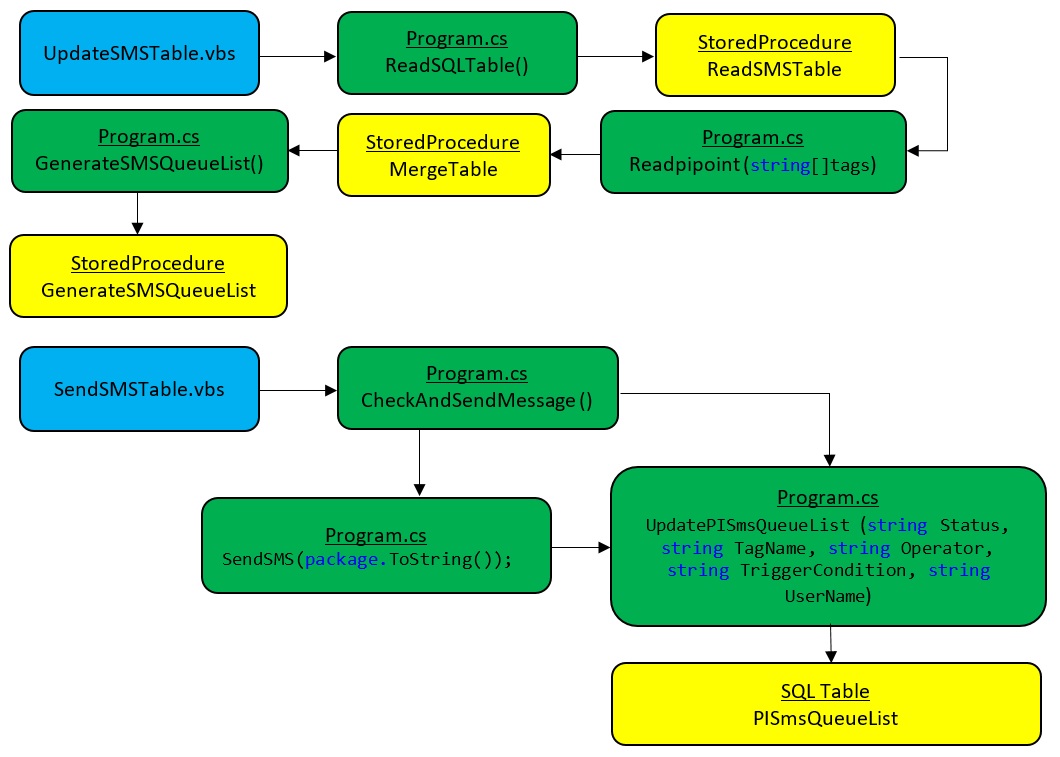 UpdateSMSTable.vbs
Program.cs
ReadSQLTable()
StoredProcedure
ReadSMSTable
Program.cs
GenerateSMSQueueList()
StoredProcedure
MergeTable
Program.cs
Readpipoint(string[]tags)
StoredProcedure
GenerateSMSQueueList
SendSMSTable.vbs
Program.cs
CheckAndSendMessage()
Program.cs
SendSMS(package.ToString());
Program.cs
UpdatePISmsQueueList (string Status,
string TagName, string Operator,
string TriggerCondition, string
UserName)
SQL Table
PISmsQueueList